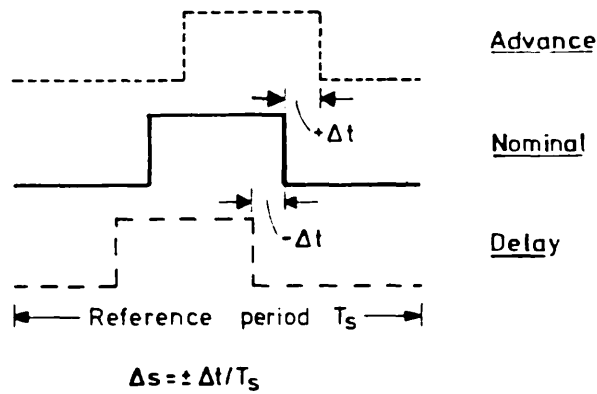 Advance
+Δt
Nominal
-Δt
Delay
Reference period Ts
Δs = ± Δt/Ts